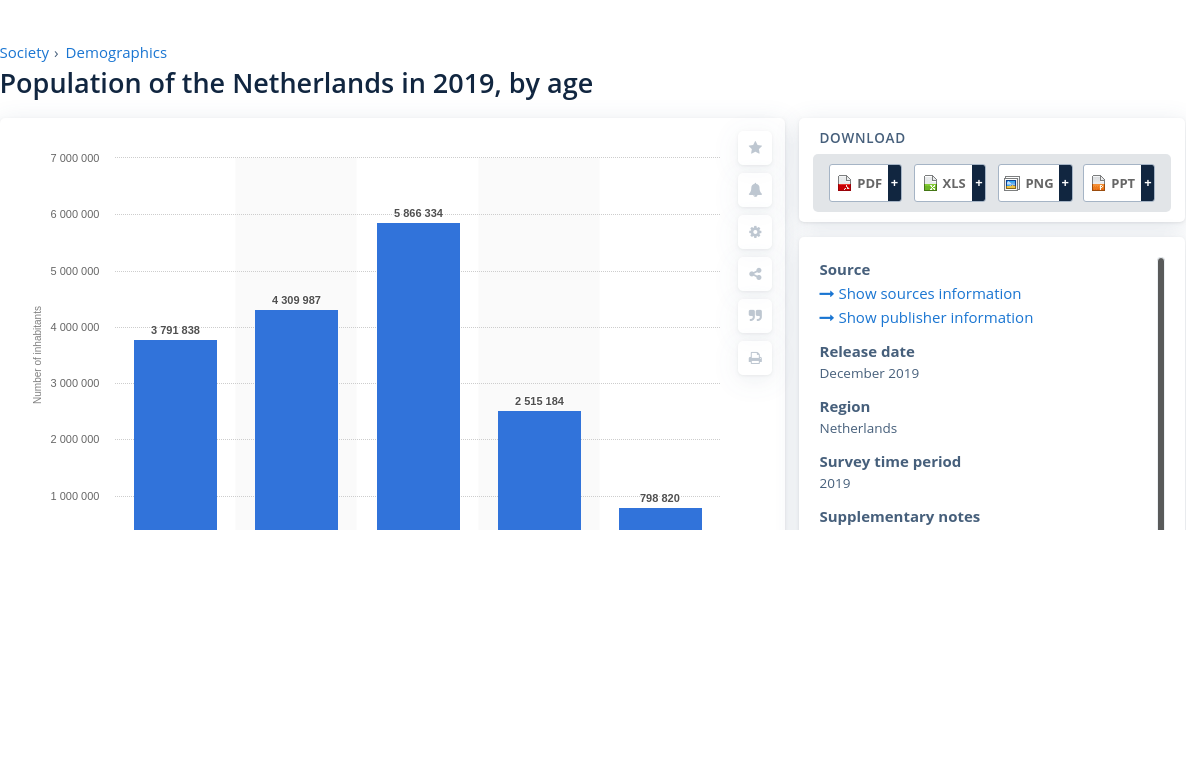 Society › Demographics
Population of the Netherlands in 2019, by age
7 000 000
6 000 000
5 000 000
4 000 000
3 000 000
2 000 000
1 000 000
Number of inhabitants
3 791 838
4 309 987
5 866 334
2 515 184
798 820
DOWNLOAD
PDF +
XLS +
PNG +
PPT +
Source
Show sources information
Show publisher information
Release date
December 2019
Region
Netherlands
Survey time period
2019
Supplementary notes